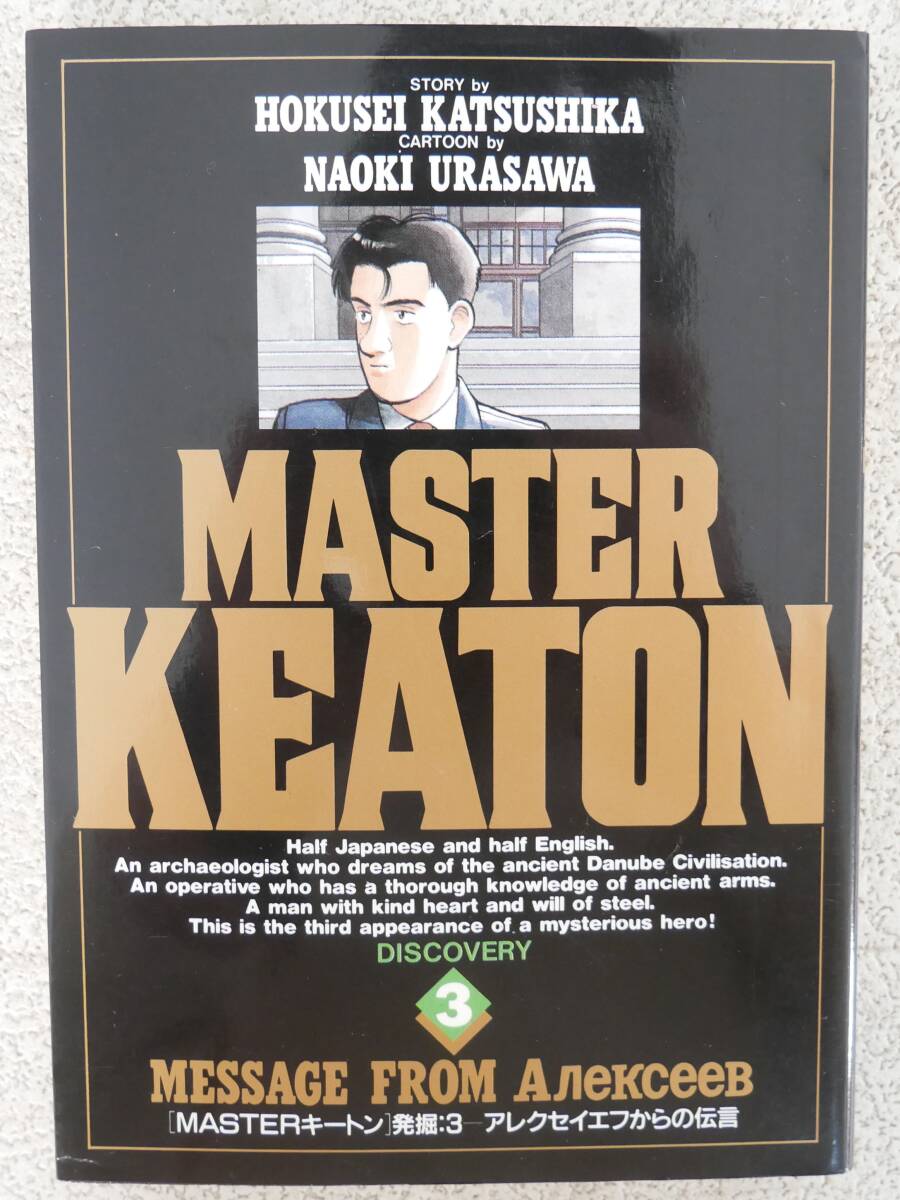 STORY by
HOKUSEI KATSUSHIKA
CARTOON by
NAOKI URASAWA
MASTER
KEATON
Half Japanese and half English.
An archaeologist who dreams of the ancient Danube Civilisation.
An operative who has a thorough knowledge of ancient arms.
A man with kind heart and will of steel.
This is the third appearance of a mysterious hero!
DISCOVERY
3
MESSAGE FROM Алексеев
[MASTERキートン]発掘:3―アレクセイエフからの伝言